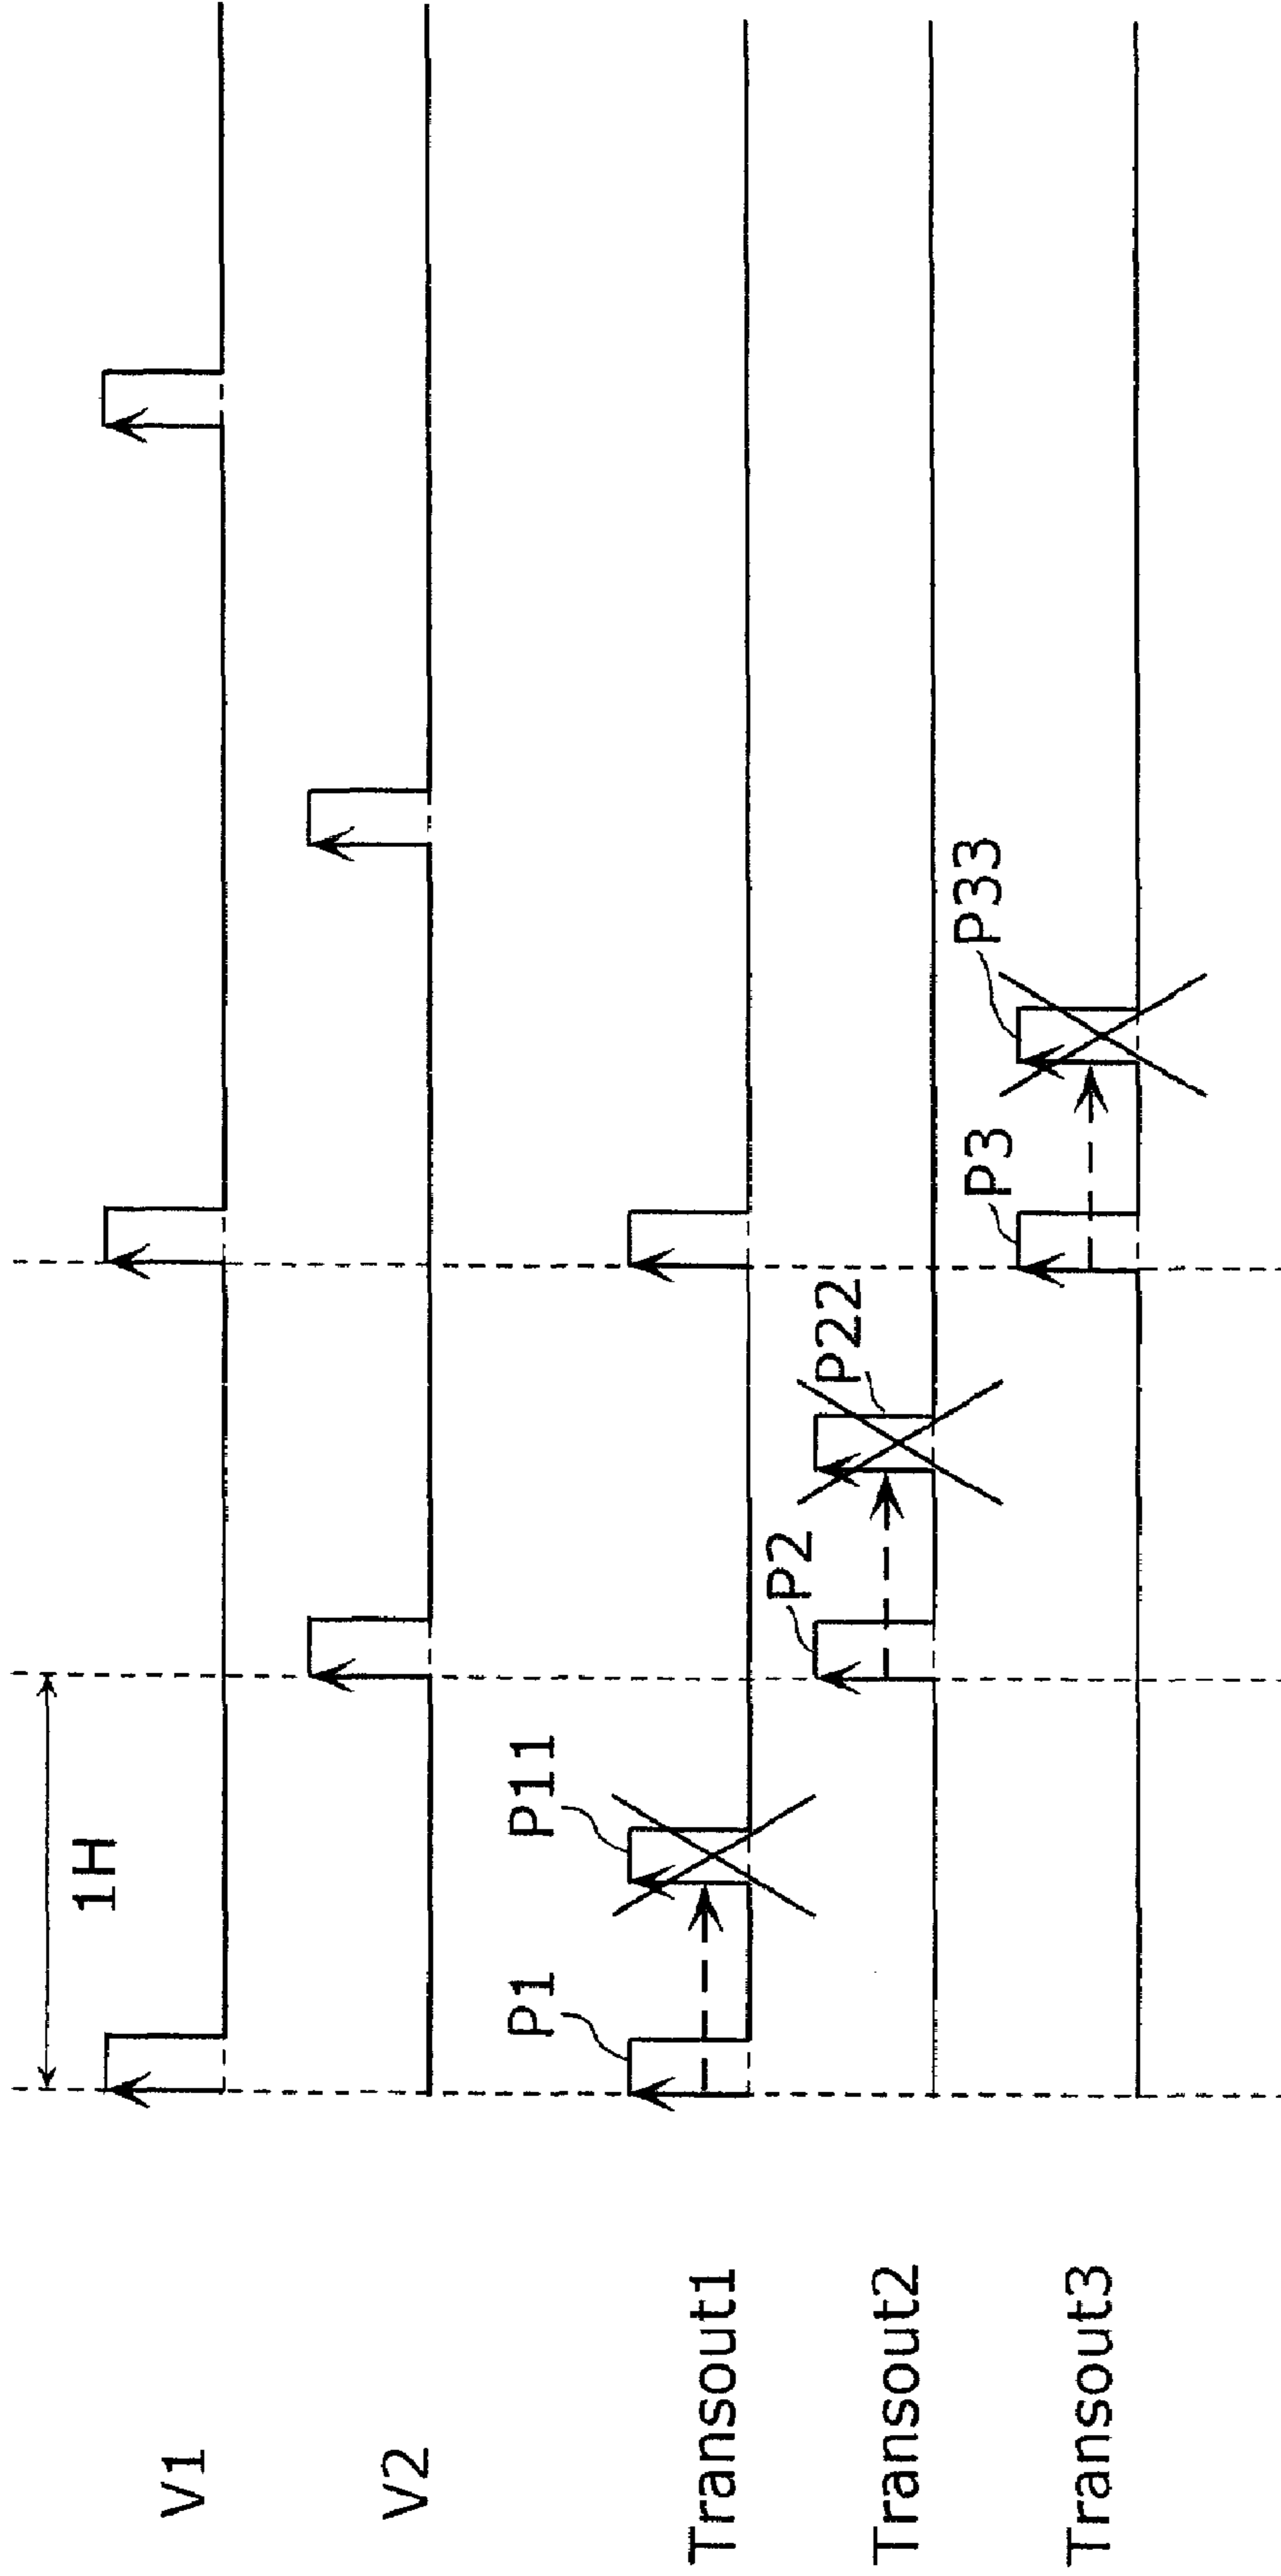 1H
V1
V2
P1
P11
Transout1
P2
P22
Transout2
P3
P33
Transout3